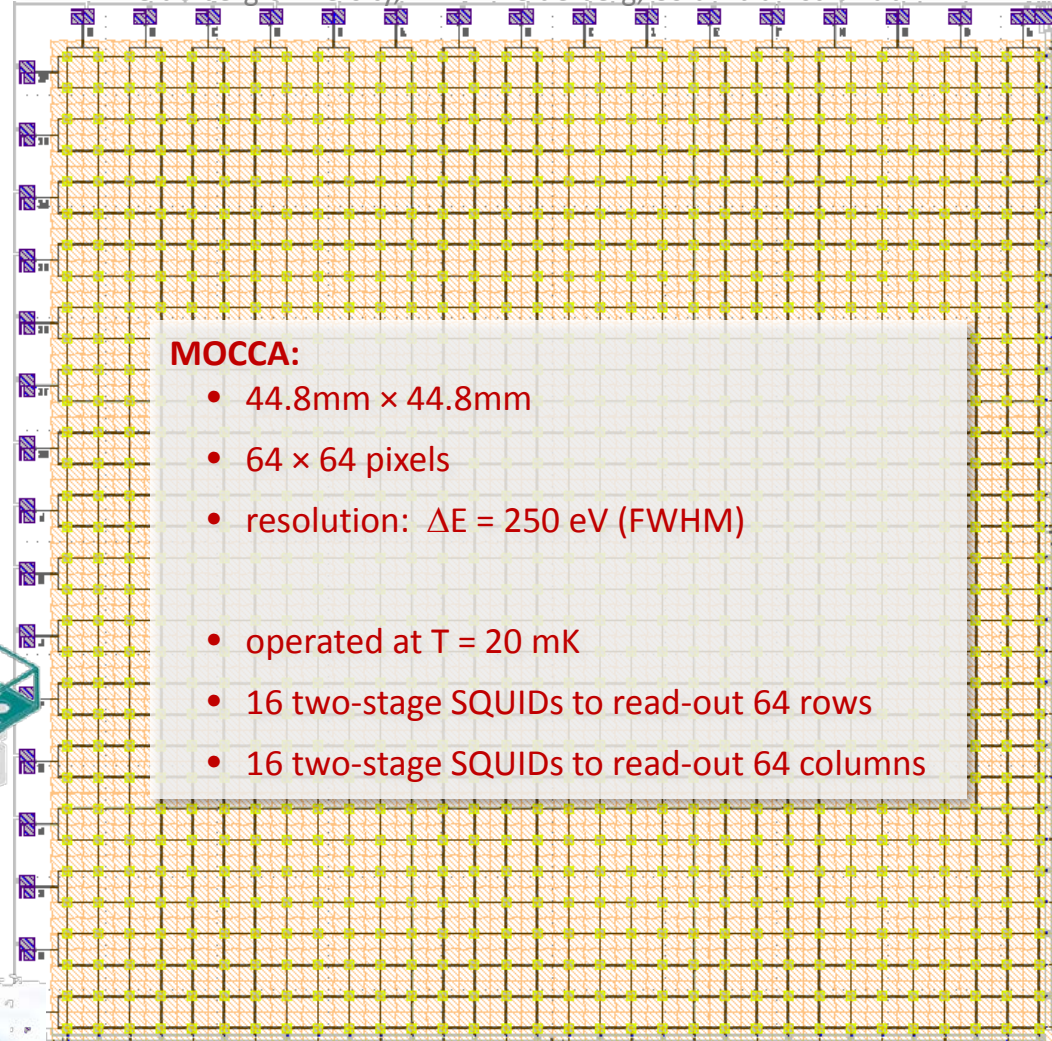 MOCCA:
• 44.8mm × 44.8mm
• 64 × 64 pixels
• resolution: ΔE = 250 eV (FWHM)
• operated at T = 20 mK
• 16 two-stage SQUIDs to read-out 64 rows
• 16 two-stage SQUIDs to read-out 64 columns